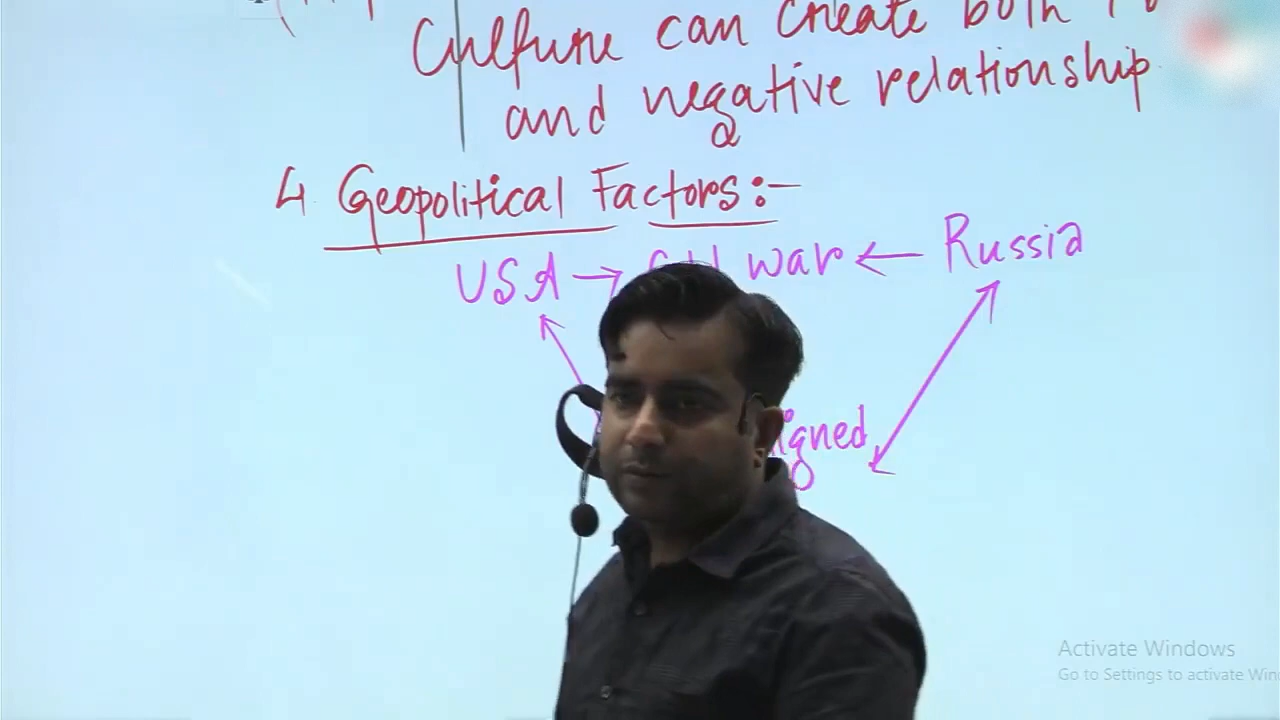 Culture can create both
and negative relationship
4. Geopolitical Factors :-
USA → war ← Russia
Activate Windows
Go to Settings to activate